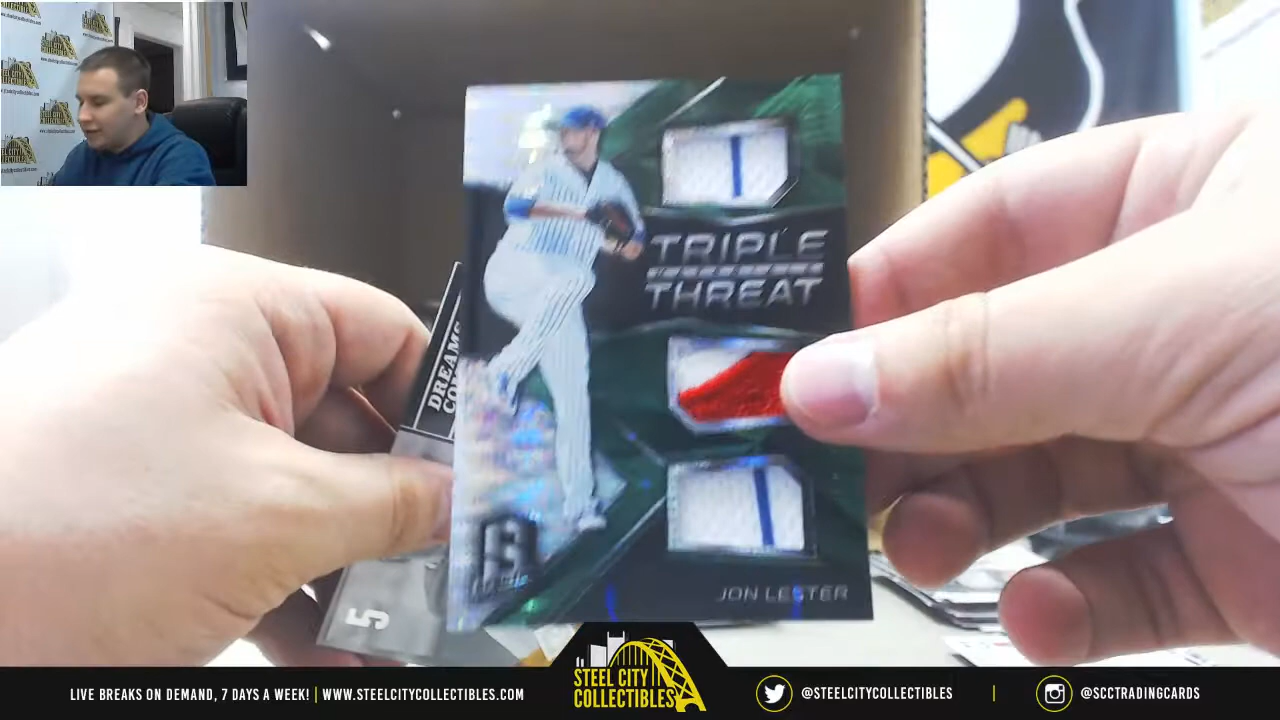 TRIPLE
THREAT
JON LESTER
DREAMS
5
LIVE BREAKS ON DEMAND, 7 DAYS A WEEK! | WWW.STEELCITYCOLLECTIBLES.COM
STEEL CITY
COLLECTIBLES
@STEELCITYCOLLECTIBLES
@SCCTRADINGCARDS